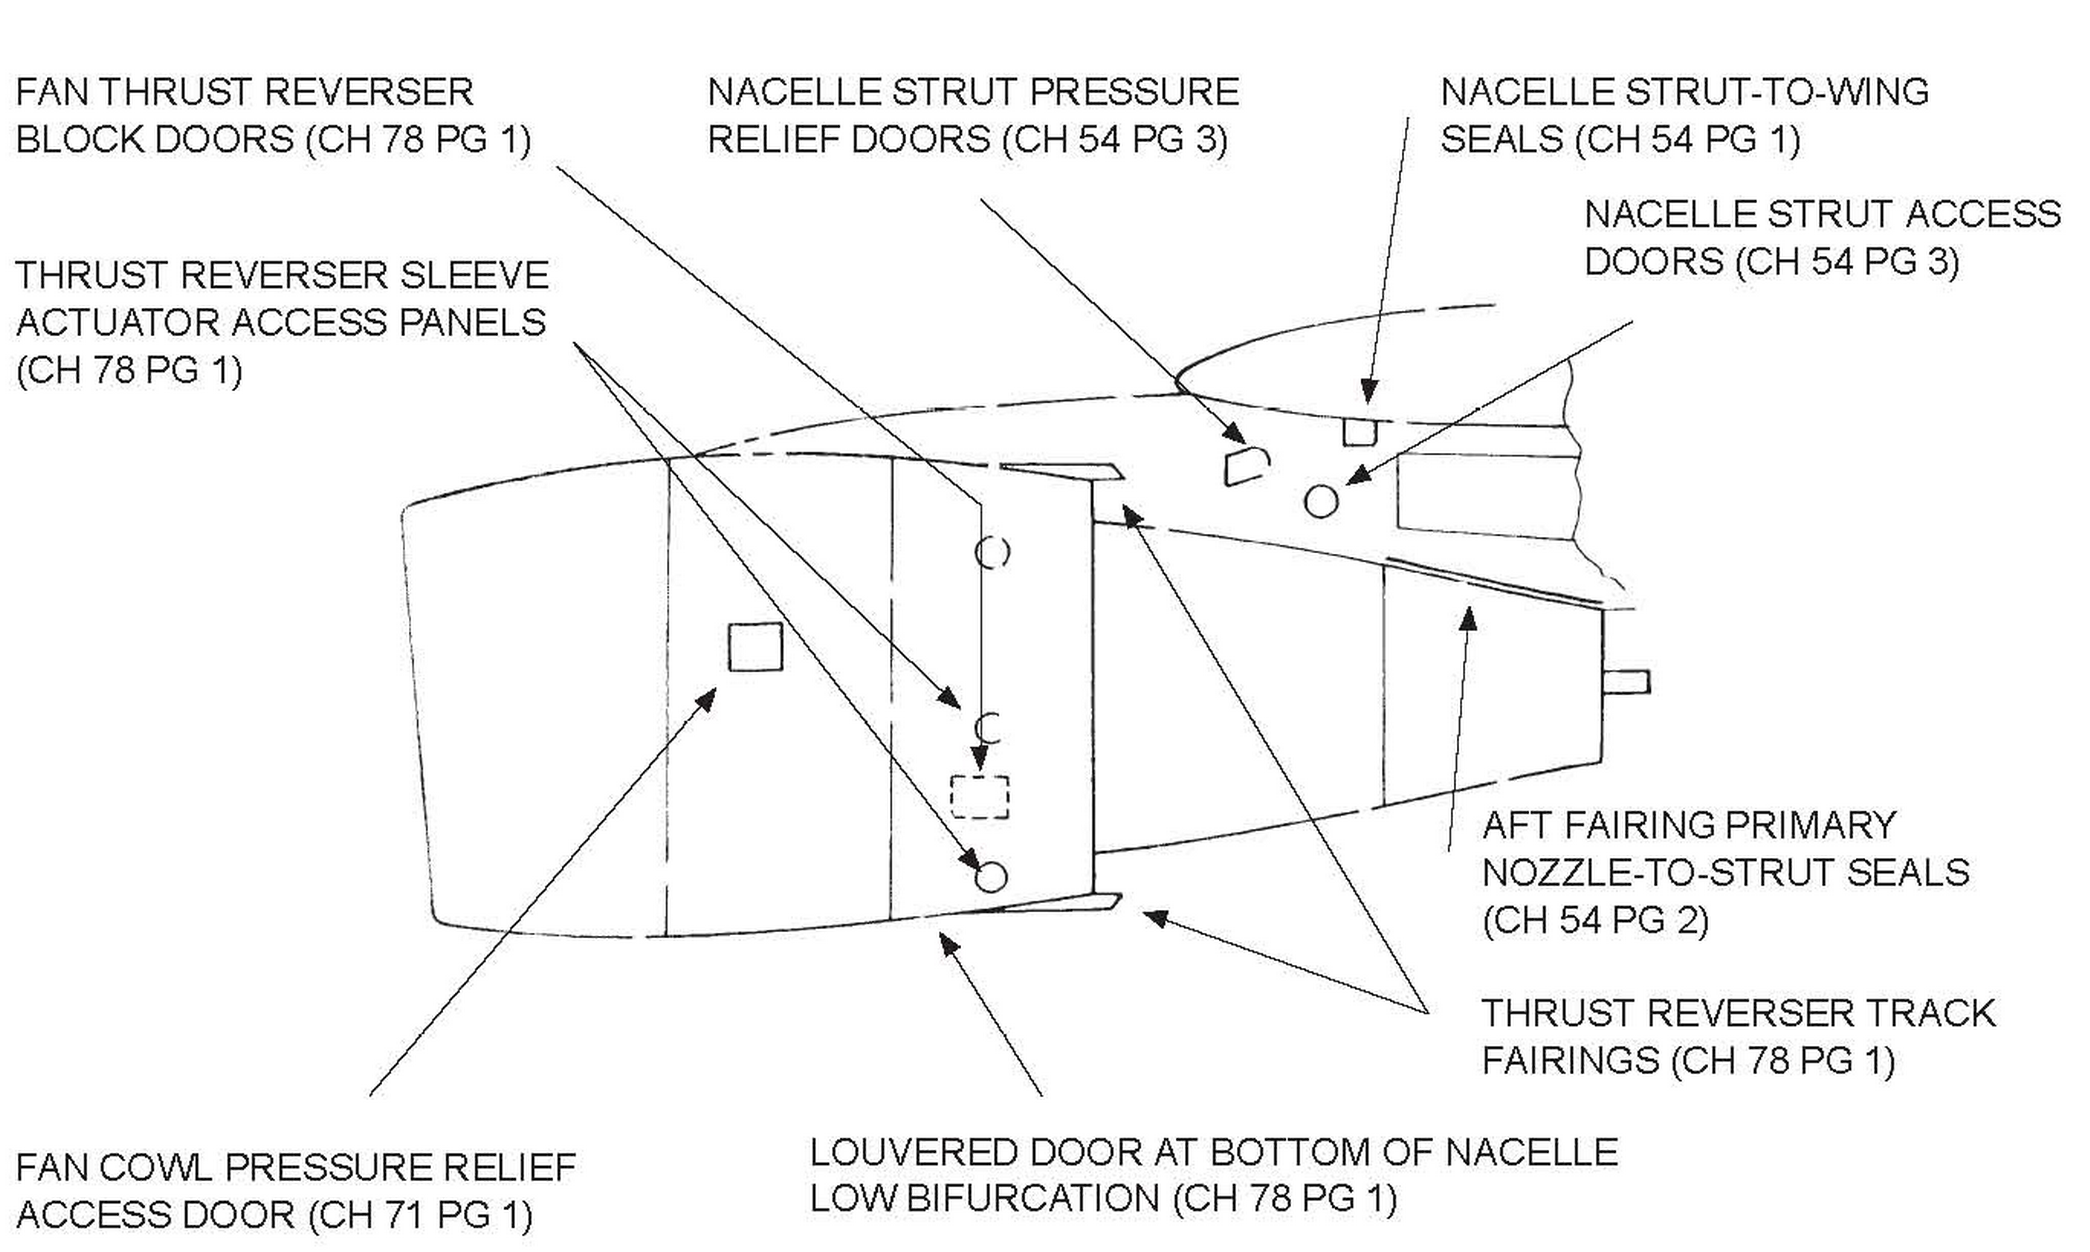 FAN THRUST REVERSER
BLOCK DOORS (CH 78 PG 1)
NACELLE STRUT PRESSURE
RELIEF DOORS (CH 54 PG 3)
NACELLE STRUT-TO-WING
SEALS (CH 54 PG 1)
NACELLE STRUT ACCESS
DOORS (CH 54 PG 3)
THRUST REVERSER SLEEVE
ACTUATOR ACCESS PANELS
(CH 78 PG 1)
AFT FAIRING PRIMARY
NOZZLE-TO-STRUT SEALS
(CH 54 PG 2)
THRUST REVERSER TRACK
FAIRINGS (CH 78 PG 1)
FAN COWL PRESSURE RELIEF
ACCESS DOOR (CH 71 PG 1)
LOUVERED DOOR AT BOTTOM OF NACELLE
LOW BIFURCATION (CH 78 PG 1)